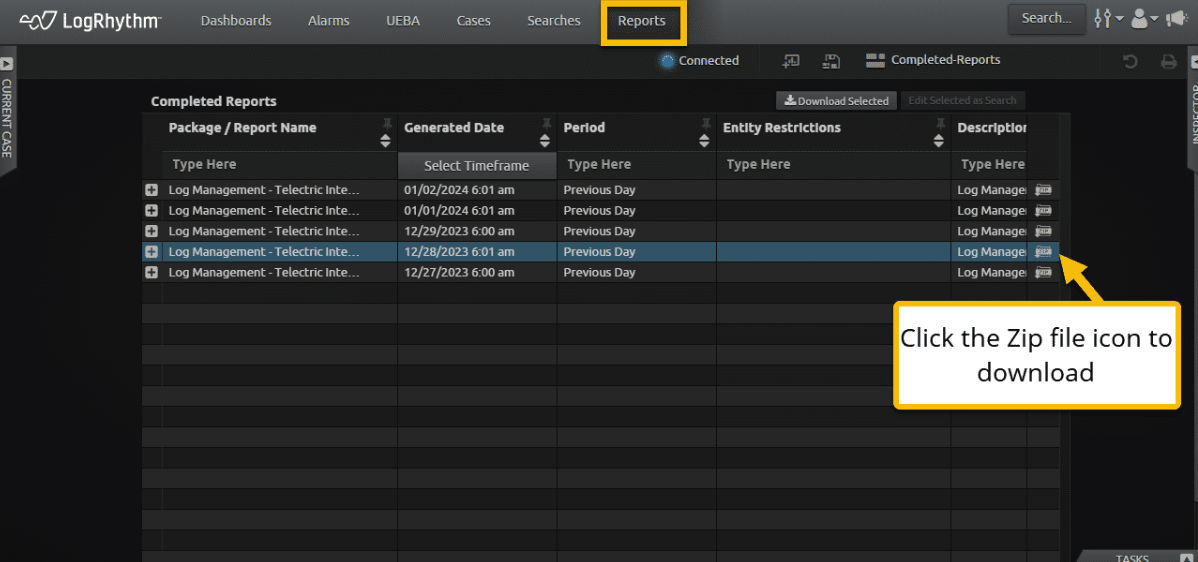 LogRhythm Dashboards Alarms UEBA Cases Searches Reports Search...
Connected Completed-Reports
CURRENT CASE
INSPECTOR
Completed Reports Download Selected Edit Selected as Search
Package / Report Name Generated Date Period Entity Restrictions Description
Type Here Select Timeframe Type Here Type Here Type Here
Log Management - Telectric Inte... 01/02/2024 6:01 am Previous Day Log Manage
Log Management - Telectric Inte... 01/01/2024 6:01 am Previous Day Log Manage
Log Management - Telectric Inte... 12/29/2023 6:00 am Previous Day Log Manage
Log Management - Telectric Inte... 12/28/2023 6:01 am Previous Day Log Manage
Log Management - Telectric Inte... 12/27/2023 6:00 am Previous Day Log Manage
Click the Zip file icon to
download
TASKS